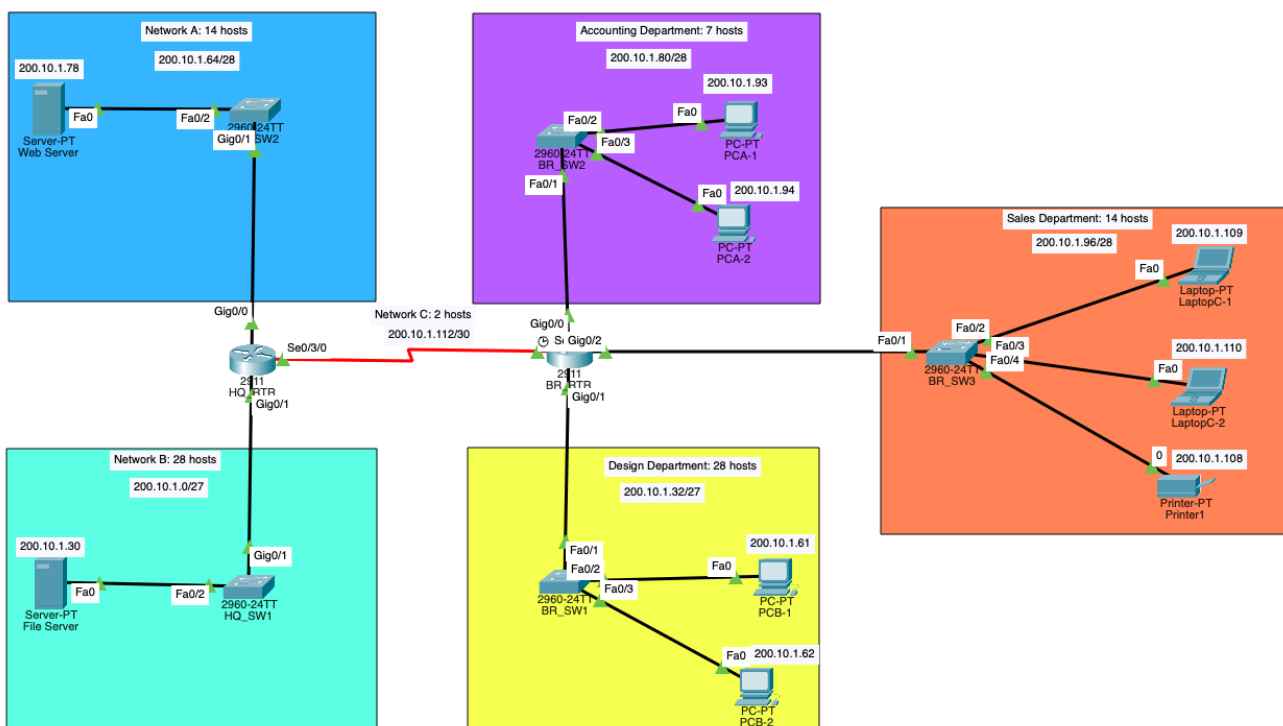 Network A: 14 hosts
200.10.1.64/28
200.10.1.78
Fa0
Fa0/2
2960-24TT
SW2
Gig0/1
Server-PT
Web Server
Accounting Department: 7 hosts
200.10.1.80/28
200.10.1.93
Fa0/2
Fa0
Fa0/3
2960-24TT
BR_SW2
PC-PT
PCA-1
Fa0/1
Fa0
200.10.1.94
PC-PT
PCA-2
Sales Department: 14 hosts
200.10.1.96/28
200.10.1.109
Fa0
Laptop-PT
LaptopC-1
Fa0/1
Fa0/2
Fa0/3
Fa0/4
2960-24TT
BR_SW3
Fa0
200.10.1.110
Laptop-PT
LaptopC-2
0
200.10.1.108
Printer-PT
Printer1
Gig0/0
Network C: 2 hosts
200.10.1.112/30
Se0/3/0
2911
HQ_RTR
Gig0/1
Gig0/0
Gig0/2
2911
BR_RTR
Gig0/1
Network B: 28 hosts
200.10.1.0/27
200.10.1.30
Gig0/1
Fa0
Fa0/2
Server-PT
File Server
2960-24TT
HQ_SW1
Design Department: 28 hosts
200.10.1.32/27
Fa0/1
Fa0/2
Fa0/3
2960-24TT
BR_SW1
200.10.1.61
Fa0
PC-PT
PCB-1
Fa0
200.10.1.62
PC-PT
PCB-2